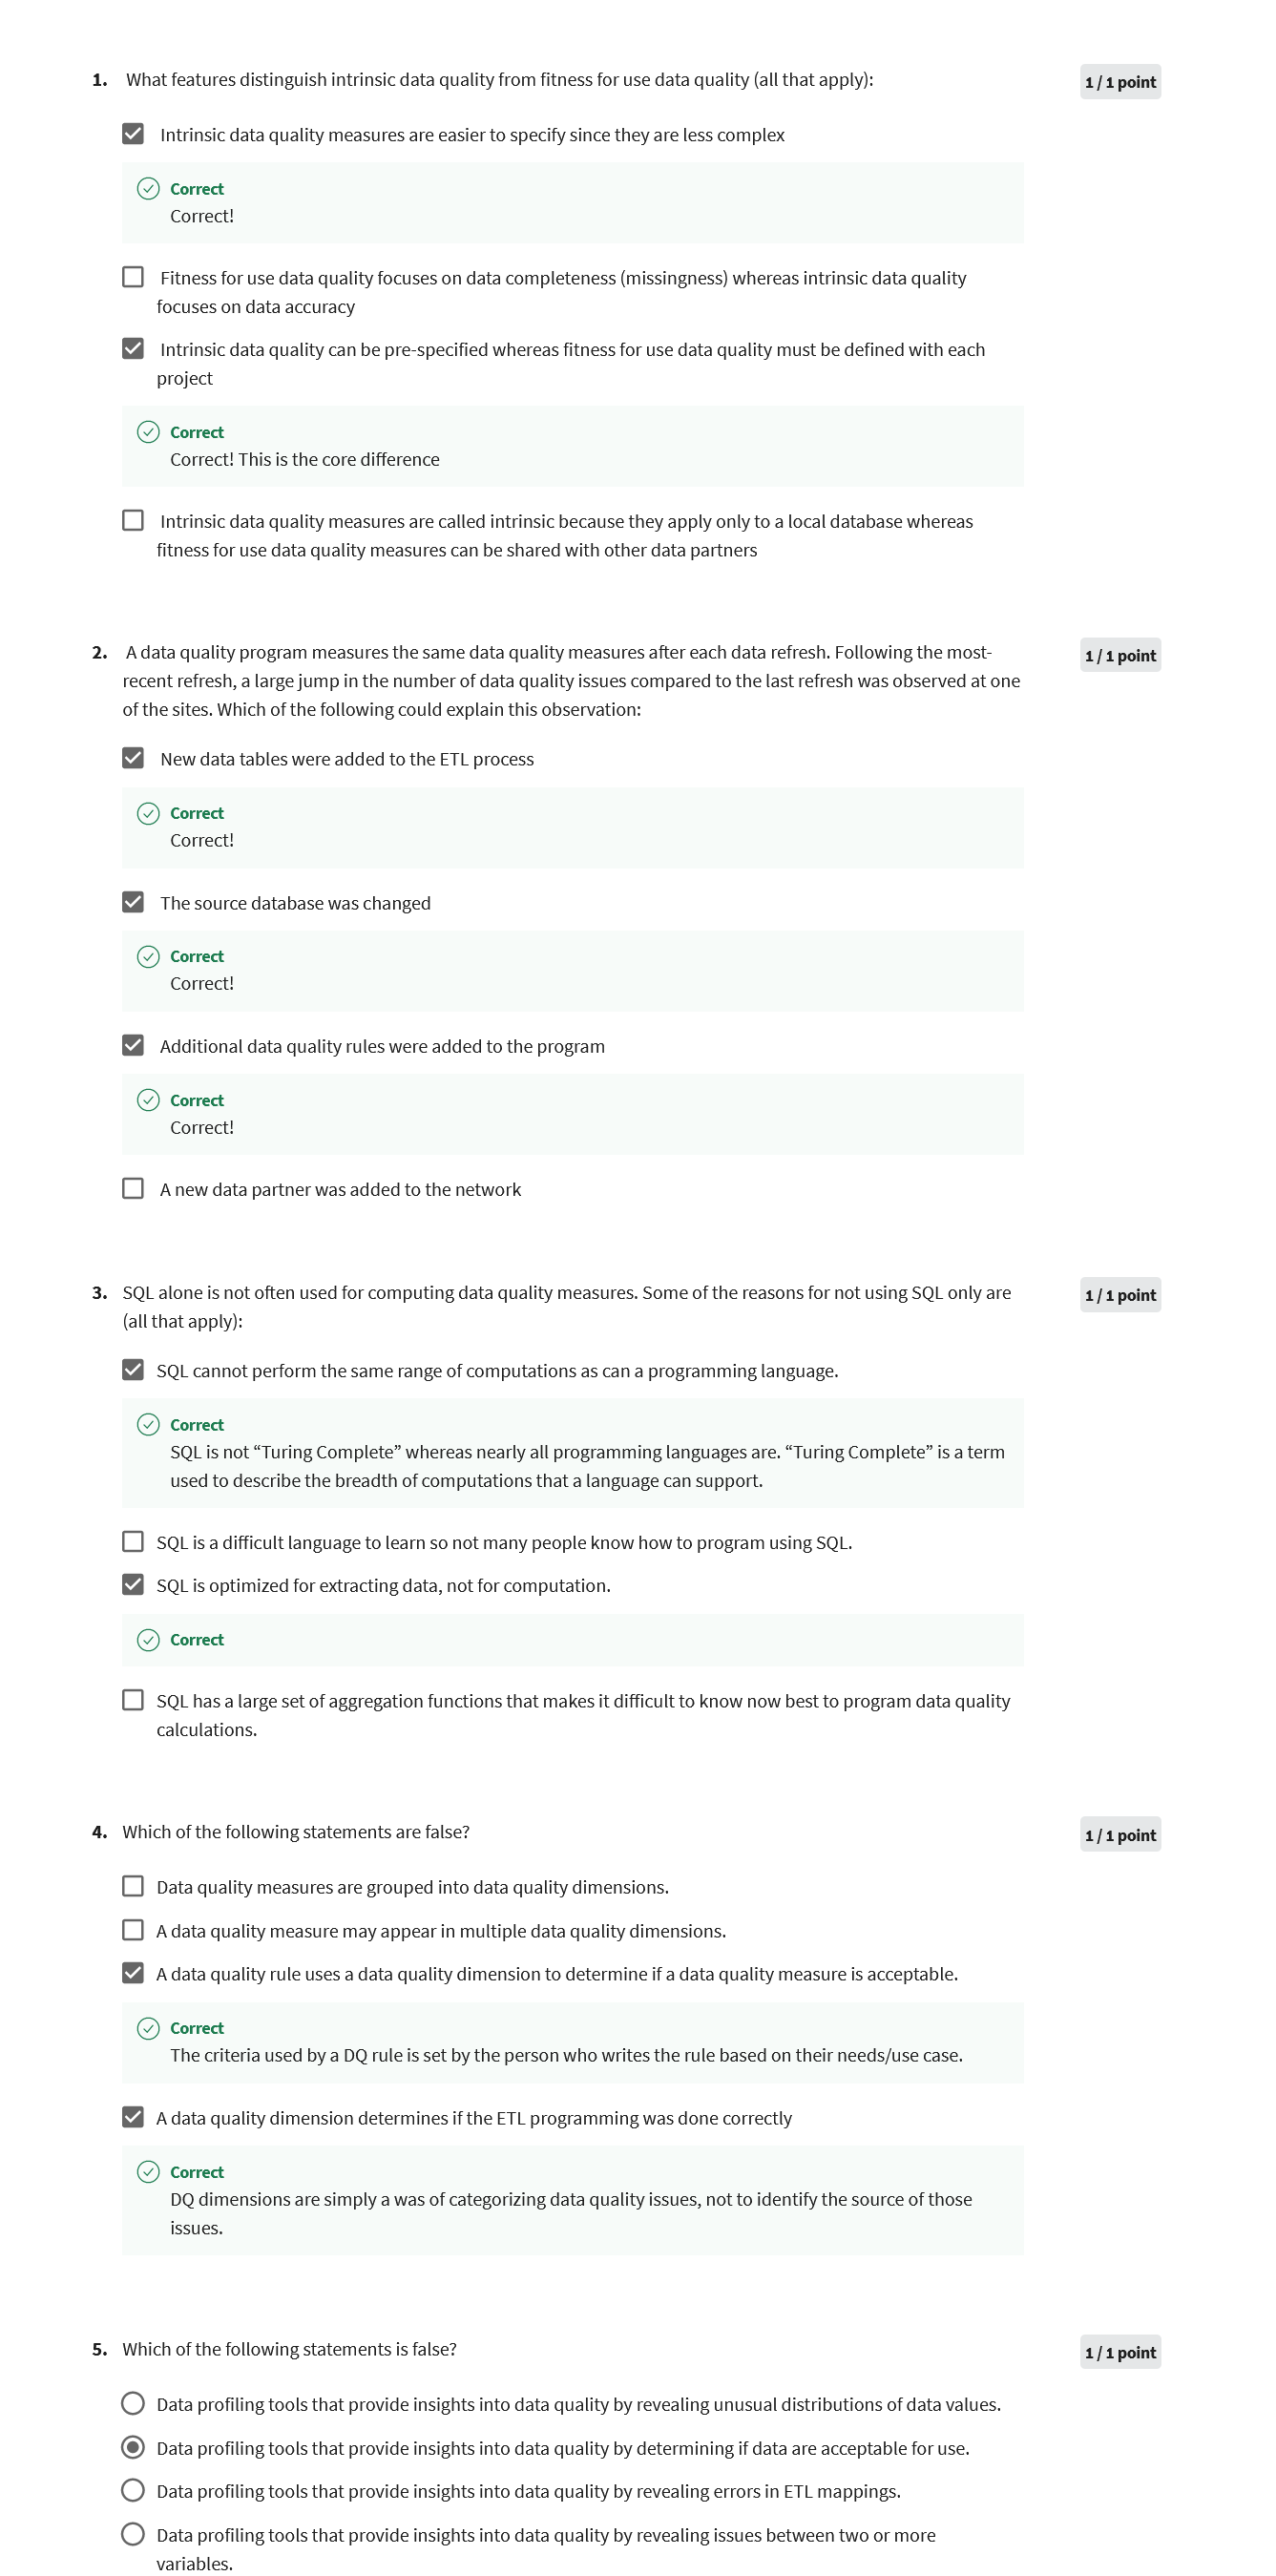 1. What features distinguish intrinsic data quality from fitness for use data quality (all that apply):
1 / 1 point
Intrinsic data quality measures are easier to specify since they are less complex
Correct
Correct!
Fitness for use data quality focuses on data completeness (missingness) whereas intrinsic data quality
focuses on data accuracy
Intrinsic data quality can be pre-specified whereas fitness for use data quality must be defined with each
project
Correct
Correct! This is the core difference
Intrinsic data quality measures are called intrinsic because they apply only to a local database whereas
fitness for use data quality measures can be shared with other data partners
2. A data quality program measures the same data quality measures after each data refresh. Following the most-
1 / 1 point
recent refresh, a large jump in the number of data quality issues compared to the last refresh was observed at one
of the sites. Which of the following could explain this observation:
New data tables were added to the ETL process
Correct
Correct!
The source database was changed
Correct
Correct!
Additional data quality rules were added to the program
Correct
Correct!
A new data partner was added to the network
3. SQL alone is not often used for computing data quality measures. Some of the reasons for not using SQL only are
1 / 1 point
(all that apply):
SQL cannot perform the same range of computations as can a programming language.
Correct
SQL is not “Turing Complete” whereas nearly all programming languages are. “Turing Complete” is a term
used to describe the breadth of computations that a language can support.
SQL is a difficult language to learn so not many people know how to program using SQL.
SQL is optimized for extracting data, not for computation.
Correct
SQL has a large set of aggregation functions that makes it difficult to know now best to program data quality
calculations.
4. Which of the following statements are false?
1 / 1 point
Data quality measures are grouped into data quality dimensions.
A data quality measure may appear in multiple data quality dimensions.
A data quality rule uses a data quality dimension to determine if a data quality measure is acceptable.
Correct
The criteria used by a DQ rule is set by the person who writes the rule based on their needs/use case.
A data quality dimension determines if the ETL programming was done correctly
Correct
DQ dimensions are simply a was of categorizing data quality issues, not to identify the source of those
issues.
5. Which of the following statements is false?
1 / 1 point
Data profiling tools that provide insights into data quality by revealing unusual distributions of data values.
Data profiling tools that provide insights into data quality by determining if data are acceptable for use.
Data profiling tools that provide insights into data quality by revealing errors in ETL mappings.
Data profiling tools that provide insights into data quality by revealing issues between two or more
variables.